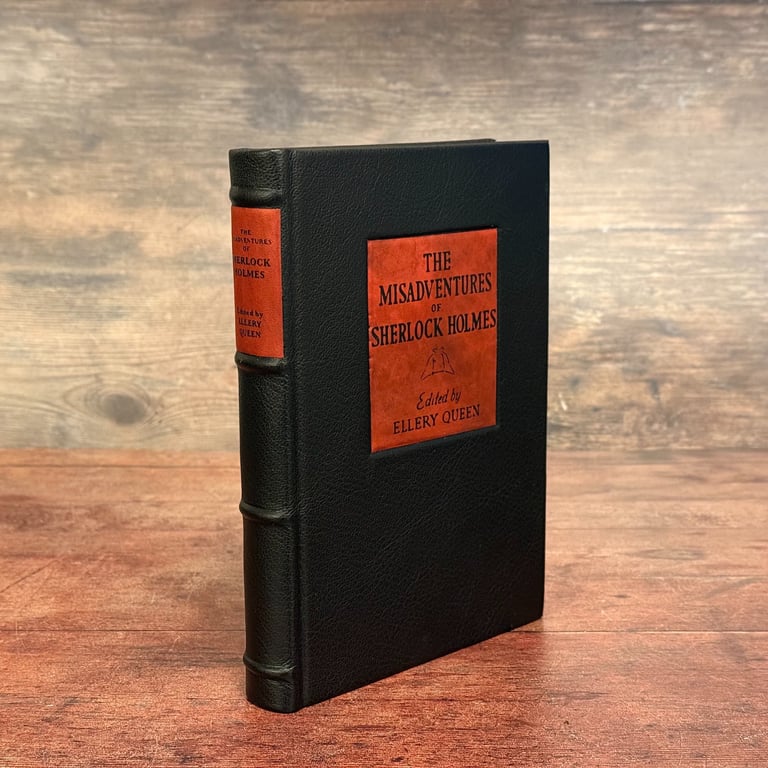 THE
MISADVENTURES
OF
SHERLOCK HOLMES
Edited by
ELLERY QUEEN
THE
MISADVENTURES
OF
SHERLOCK
HOLMES
Edited by
ELLERY
QUEEN